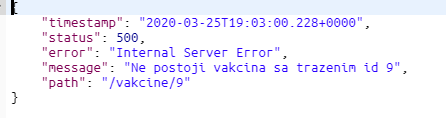 {
"timestamp": "2020-03-25T19:03:00.228+0000",
"status": 500,
"error": "Internal Server Error",
"message": "Ne postoji vakcina sa trazenim id 9",
"path": "/vakcine/9"
}